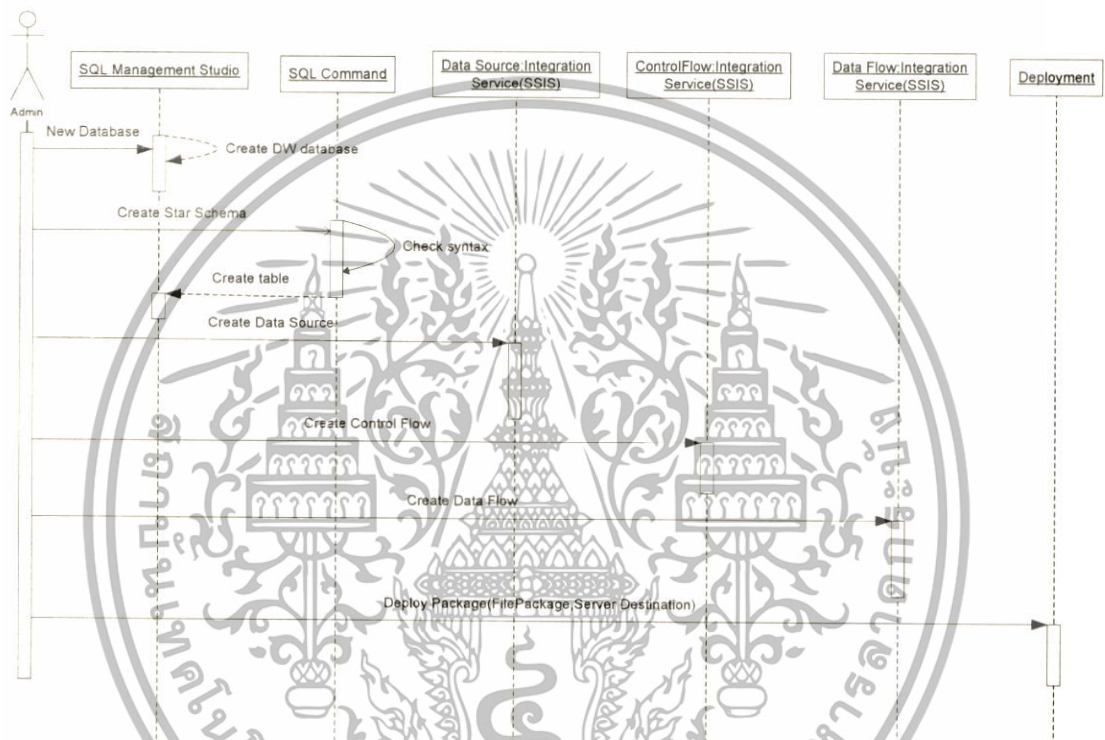 SQL Management Studio
SQL Command
Data Source:Integration
Service(SSIS)
ControlFlow:Integration
Service(SSIS)
Data Flow:Integration
Service(SSIS)
Deployment
Admin
New Database
Create DW database
Create Star Schema
Check syntax
Create table
Create Data Source
Create Control Flow
Create Data Flow
Deploy Package(FilePackage,Server Destination)